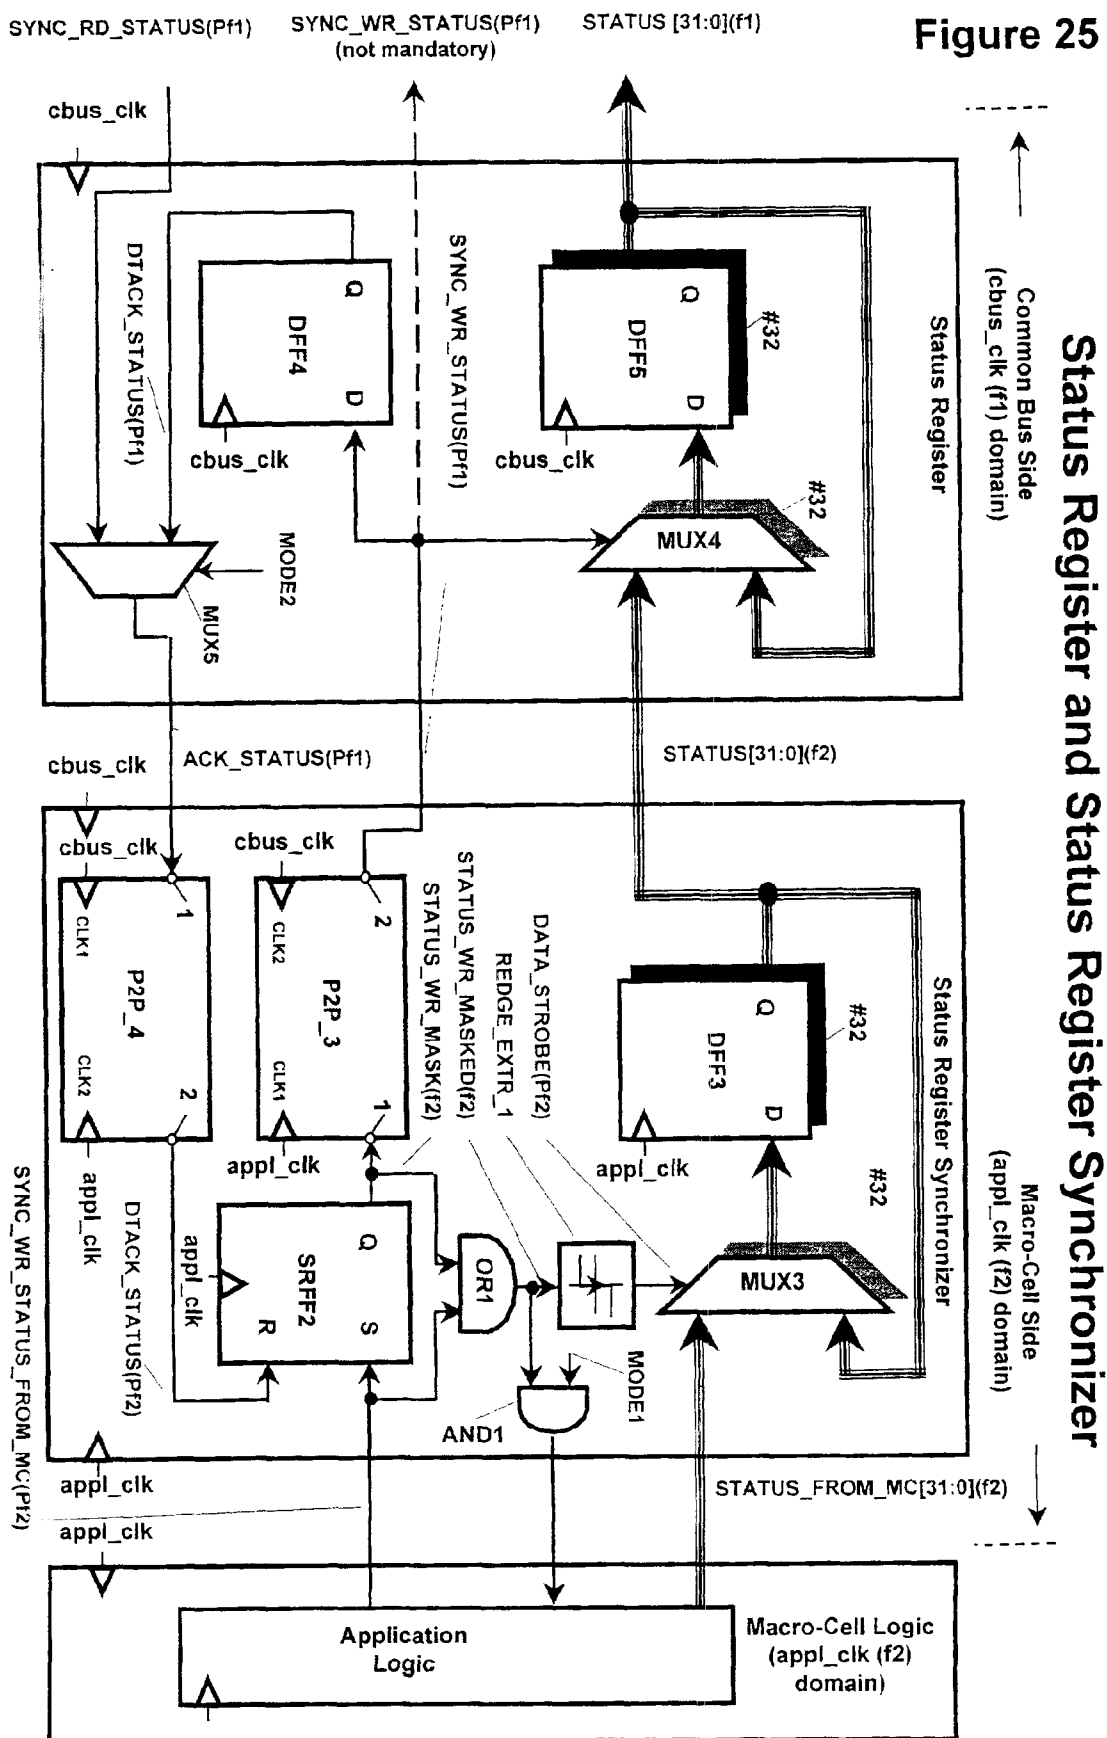 Figure 25
Status Register and Status Register Synchronizer
SYNC_RD_STATUS(Pf1)
SYNC_WR_STATUS(Pf1)
(not mandatory)
STATUS [31:0](f1)
cbus_clk
Common Bus Side
(cbus_clk (f1) domain)
Status Register
DTACK_STATUS(Pf1)
Q
DFF4
D
cbus_clk
SYNC_WR_STATUS(Pf1)
#32
Q
DFF5
D
cbus_clk
#32
MUX4
MODE2
MUX5
cbus_clk
ACK_STATUS(Pf1)
STATUS[31:0](f2)
cbus_clk
1
CLK1
P2P_4
CLK2
2
appl_clk
cbus_clk
2
CLK2
P2P_3
CLK1
1
appl_clk
STATUS_WR_MASK(f2)
STATUS_WR_MASKED(f2)
REDGE_EXTR_1
DATA_STROBE(Pf2)
#32
Q
DFF3
D
appl_clk
Status Register Synchronizer
Macro-Cell Side
(appl_clk (f2) domain)
#32
MUX3
SYNC_WR_STATUS_FROM_MC(Pf2)
DTACK_STATUS(Pf2)
appl_clk
Q
SRFF2
R
S
OR1
MODE1
AND1
appl_clk
STATUS_FROM_MC[31:0](f2)
appl_clk
Application
Logic
Macro-Cell Logic
(appl_clk (f2)
domain)